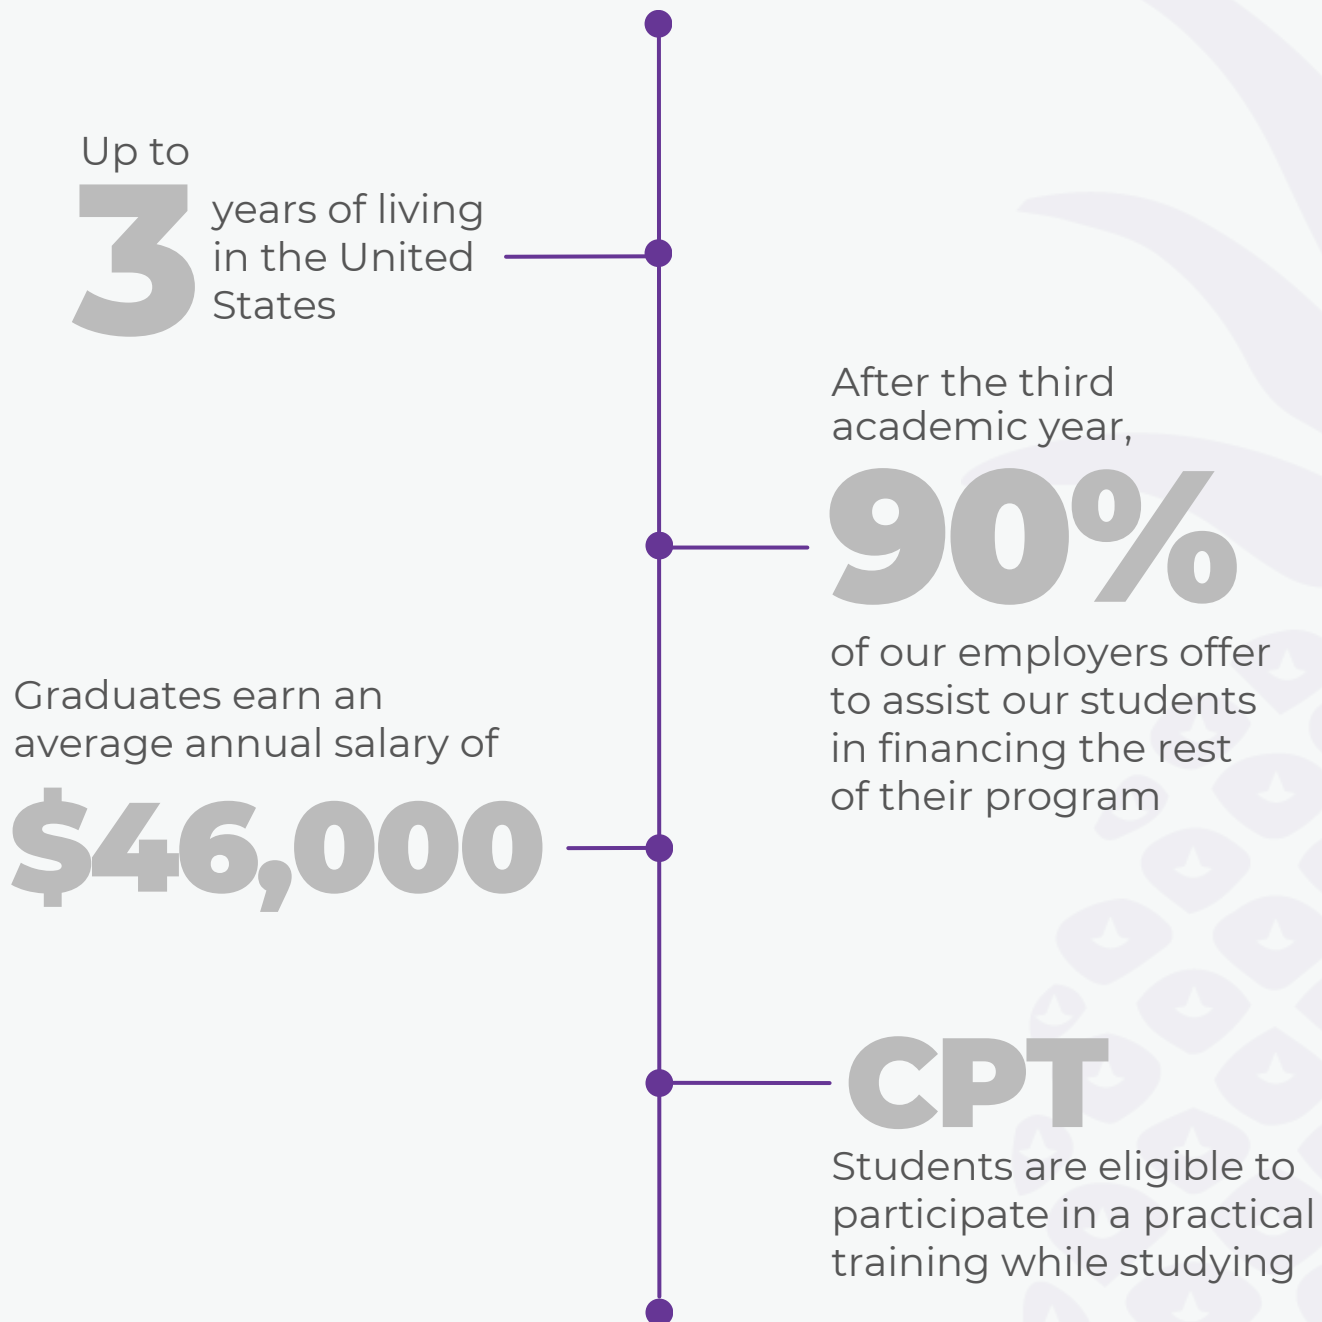 Up to
3
years of living
in the United
States
After the third
academic year,
90%
of our employers offer
to assist our students
in financing the rest
of their program
Graduates earn an
average annual salary of
$46,000
CPT
Students are eligible to
participate in a practical
training while studying